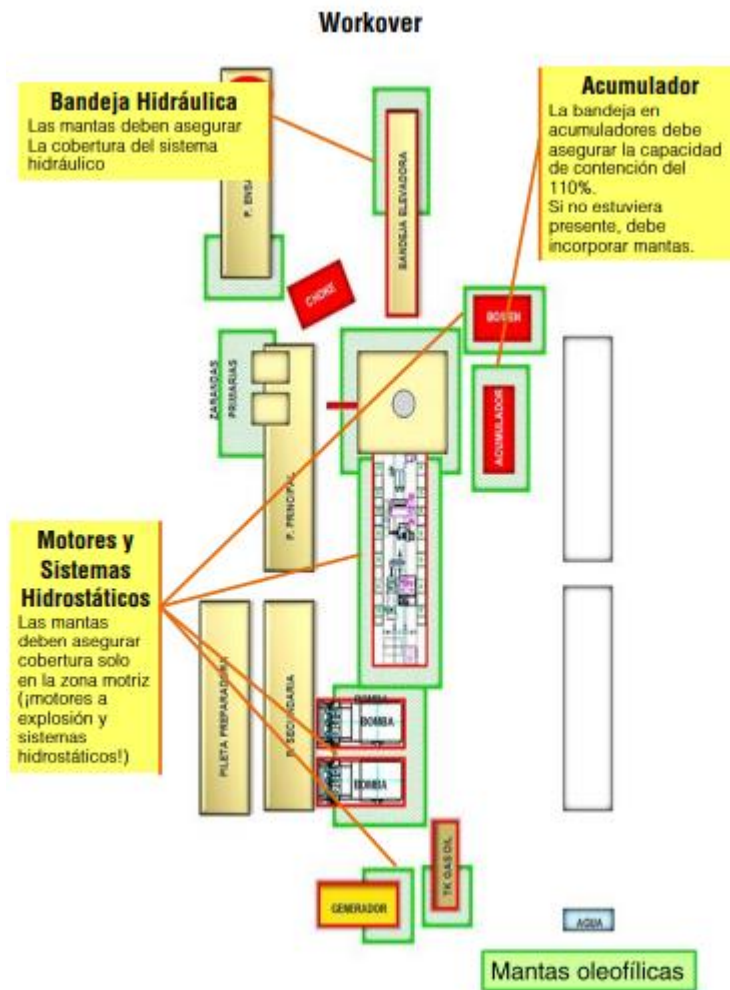 Workover
Bandeja Hidráulica
Las mantas deben asegurar
La cobertura del sistema
hidráulico
Acumulador
La bandeja en
acumuladores debe
asegurar la capacidad
de contención del
110%.
Si no estuviera
presente, debe
incorporar mantas.
BANDEJA ELEVADORA
CHOKE
BOWEN
ZARANDAS
PRIMARIAS
P. PRINCIPAL
ACUMULADOR
Motores y
Sistemas
Hidrostáticos
Las mantas
deben asegurar
cobertura solo
en la zona motriz
(¡motores a
explosión y
sistemas
hidrostáticos!)
PILETA PREPARADORA
SECUNDARIA
BOMBA
BOMBA
BOMBA
TK GAS OIL
GENERADOR
AGUA
Mantas oleofílicas